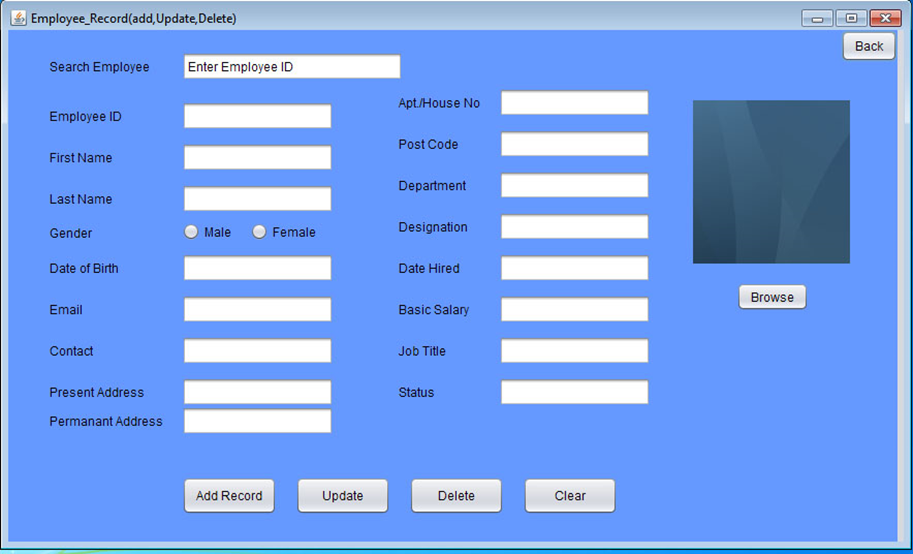 Employee_Record(add,Update,Delete)
Back
Search Employee Enter Employee ID
Employee ID
First Name
Last Name
Gender Male Female
Date of Birth
Email
Contact
Present Address
Permanant Address
Apt./House No
Post Code
Department
Designation
Date Hired
Basic Salary
Job Title
Status
Browse
Add Record Update Delete Clear